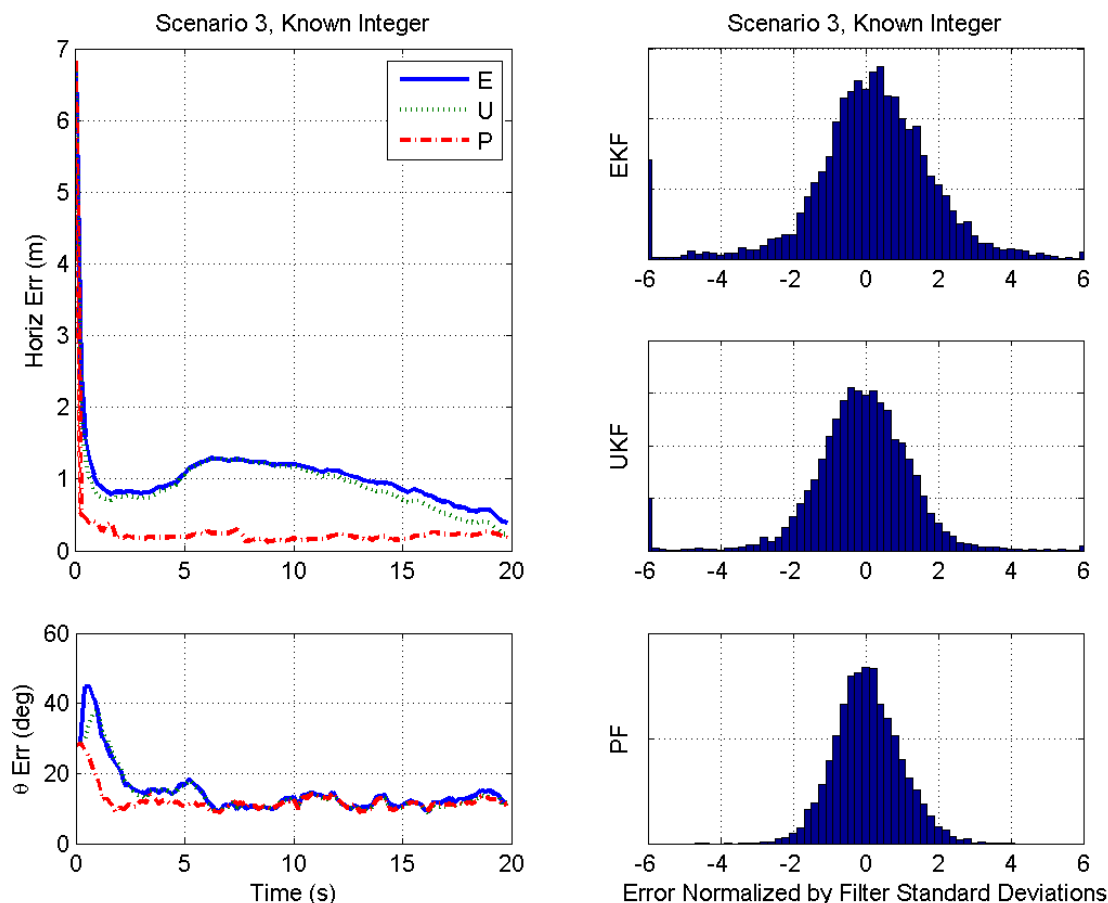 Scenario 3, Known Integer
7
6
5
4
3
2
1
0
Horiz Err (m)
E
U
P
0 5 10 15 20
60
40
20
0
θ Err (deg)
0 5 10 15 20
Time (s)
Scenario 3, Known Integer
EKF
-6 -4 -2 0 2 4 6
UKF
-6 -4 -2 0 2 4 6
PF
-6 -4 -2 0 2 4 6
Error Normalized by Filter Standard Deviations